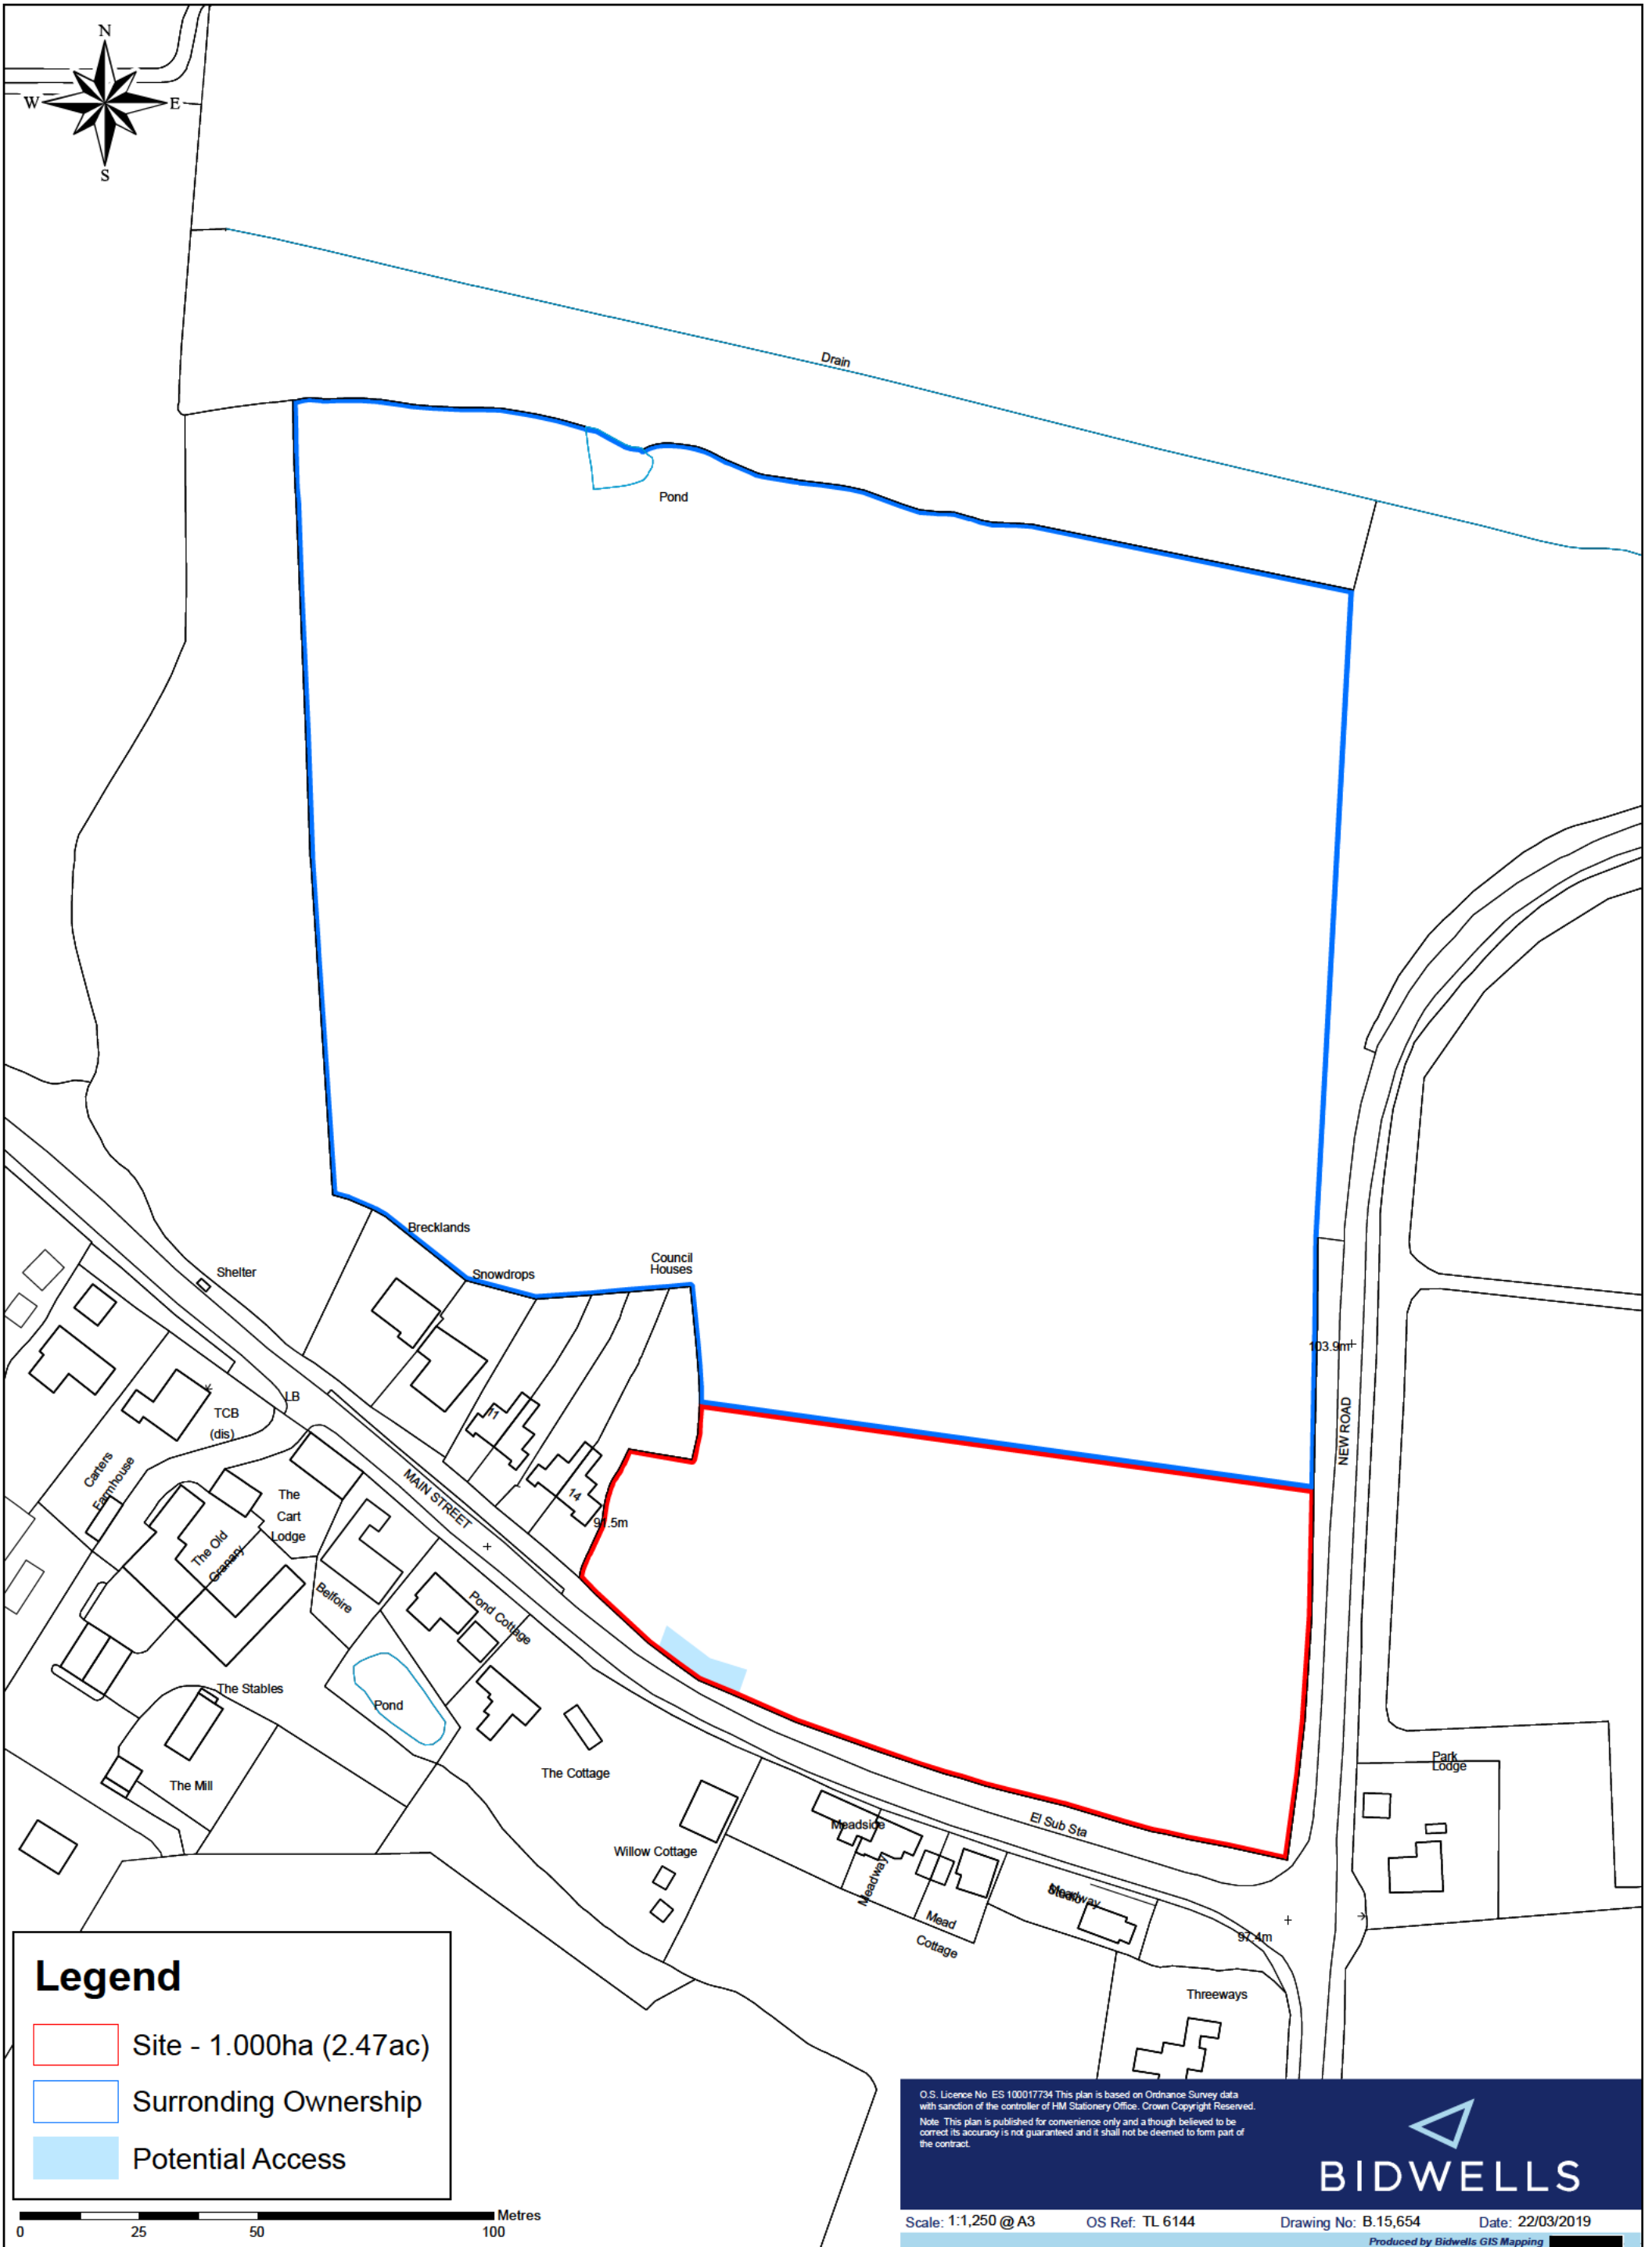 N
W
E
S
Drain
Pond
Brecklands
Snowdrops
Council
Houses
Shelter
103.9m
NEW ROAD
LB
TCB
(dis)
11
Carters
Farmhouse
MAIN STREET
14
The
Cart
Lodge
91.5m
The Old
Granary
Belfoire
Pond Cottage
The Stables
Pond
The Cottage
The Mill
Park
Lodge
El Sub Sta
Meadside
Willow Cottage
Meadway
Meadway
Studio
Mead
Cottage
97.4m
Threeways
Legend
Site - 1.000ha (2.47ac)
Surronding Ownership
Potential Access
Metres
0 25 50 100
O.S. Licence No ES 100017734 This plan is based on Ordnance Survey data
with sanction of the controller of HM Stationery Office. Crown Copyright Reserved.
Note This plan is published for convenience only and a though believed to be
correct its accuracy is not guaranteed and it shall not be deemed to form part of
the contract.
BIDWELLS
Scale: 1:1,250 @ A3 OS Ref: TL 6144 Drawing No: B.15,654 Date: 22/03/2019
Produced by Bidwells GIS Mapping